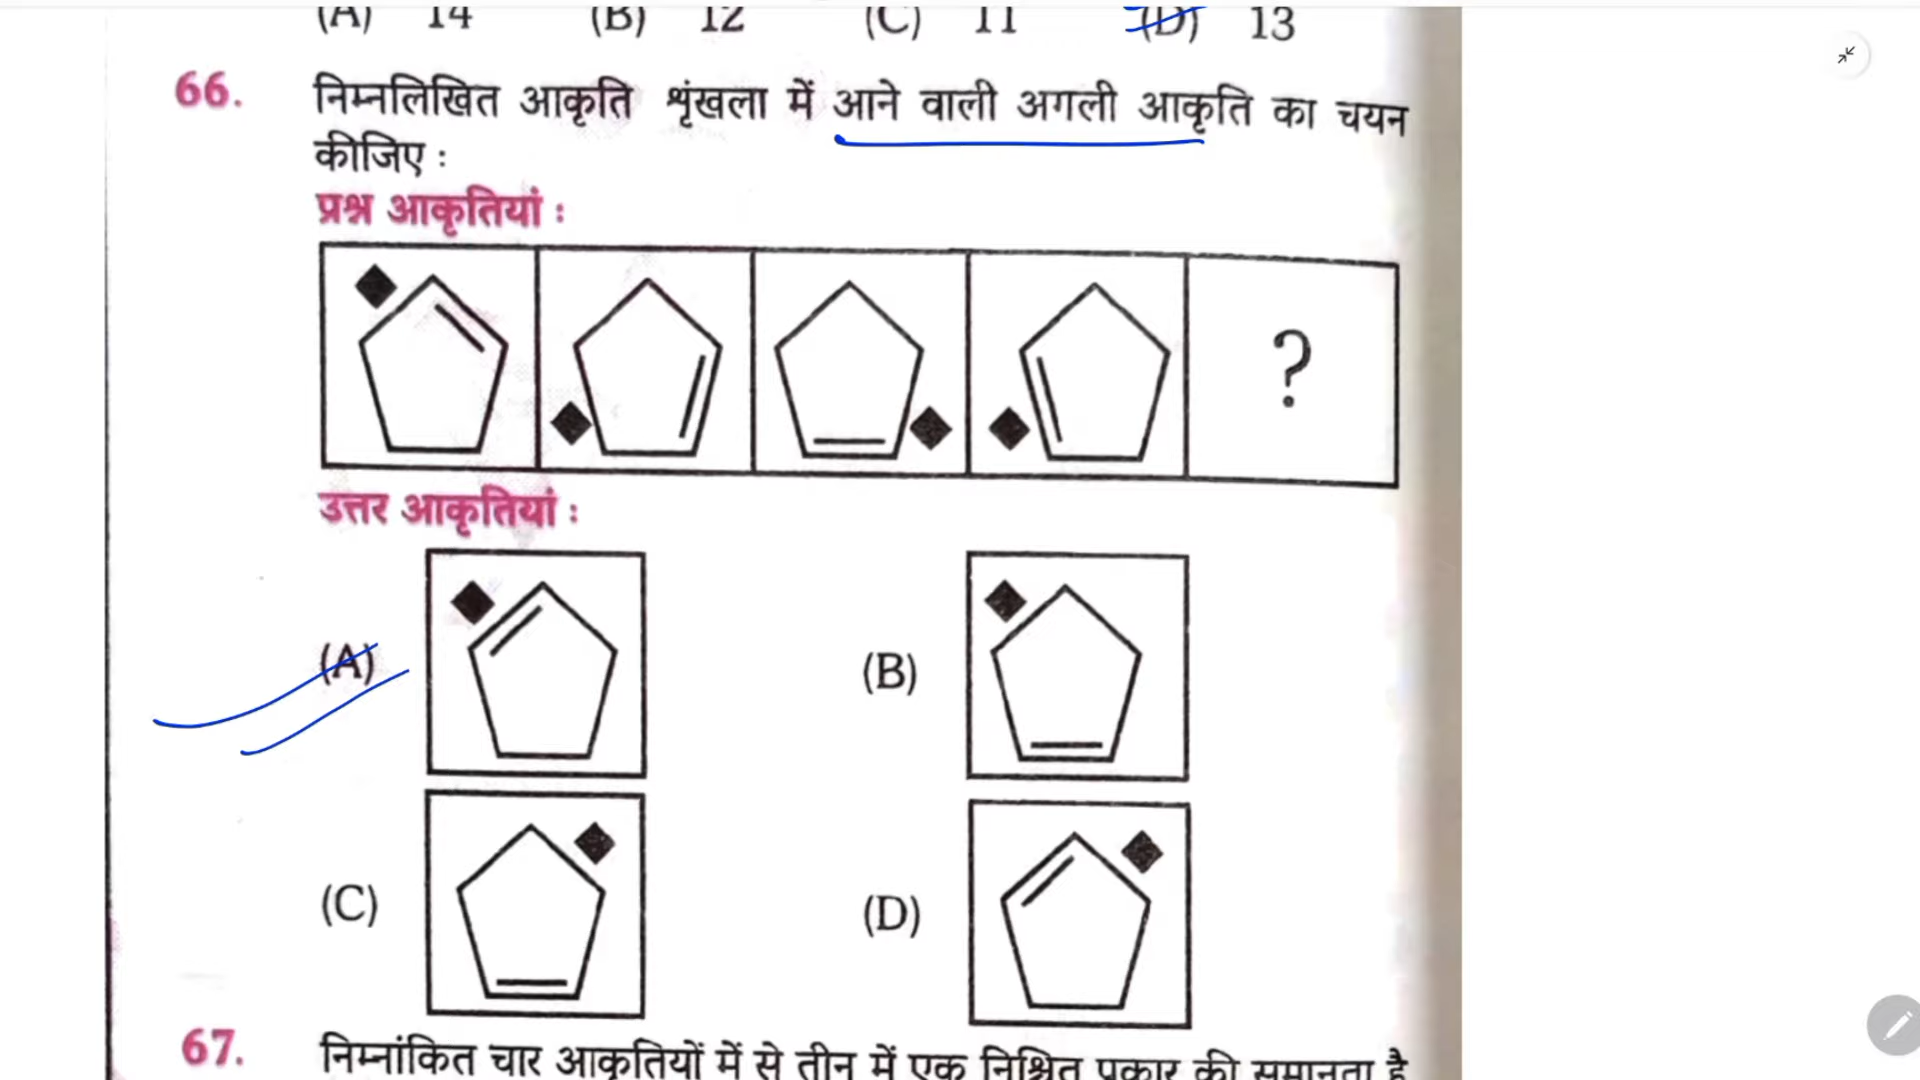 (A) 14 (B) 12 (C) 11 (D) 13
66. निम्नलिखित आकृति शृंखला में आने वाली अगली आकृति का चयन
कीजिए :
प्रश्न आकृतियां :
?
उत्तर आकृतियां :
(A) (B)
(C) (D)
67. निम्नांकित चार आकृतियों में से तीन में एक निश्चित प्रकार की समानता है